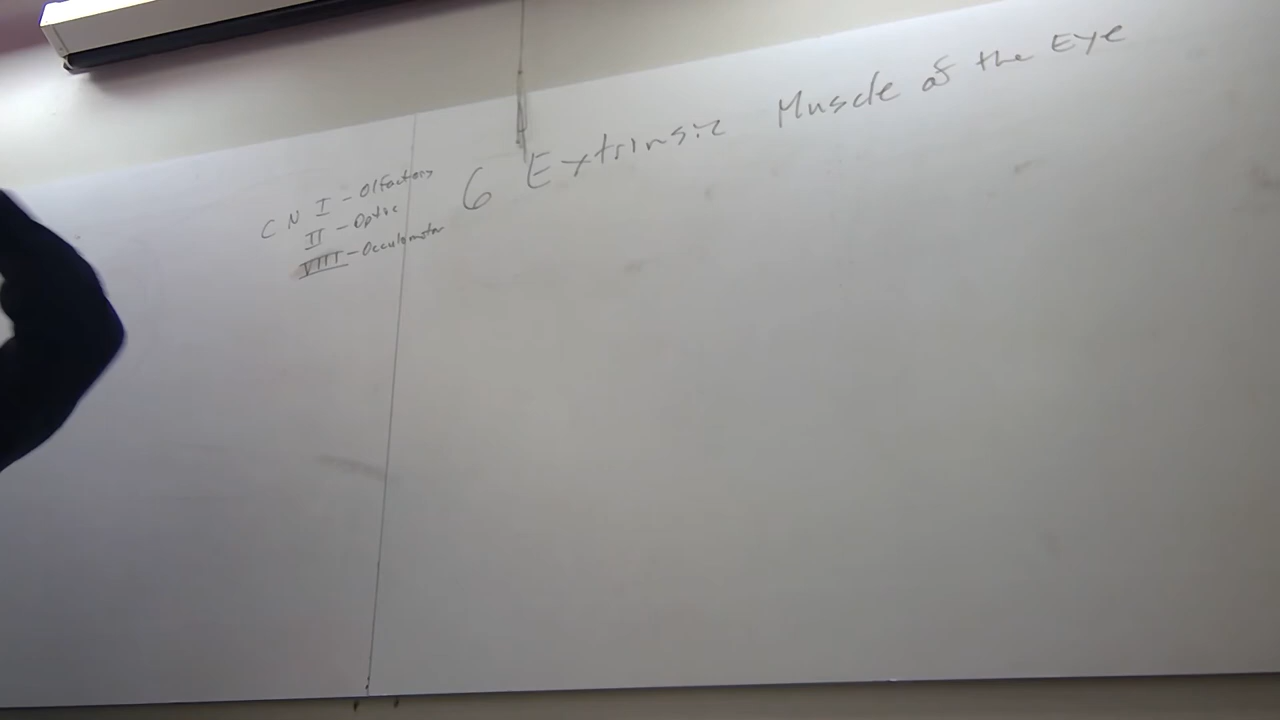 6 Extrinsic Muscle of the Eye
CN I - Olfactory
II - Optic
VIII - Occulomotor